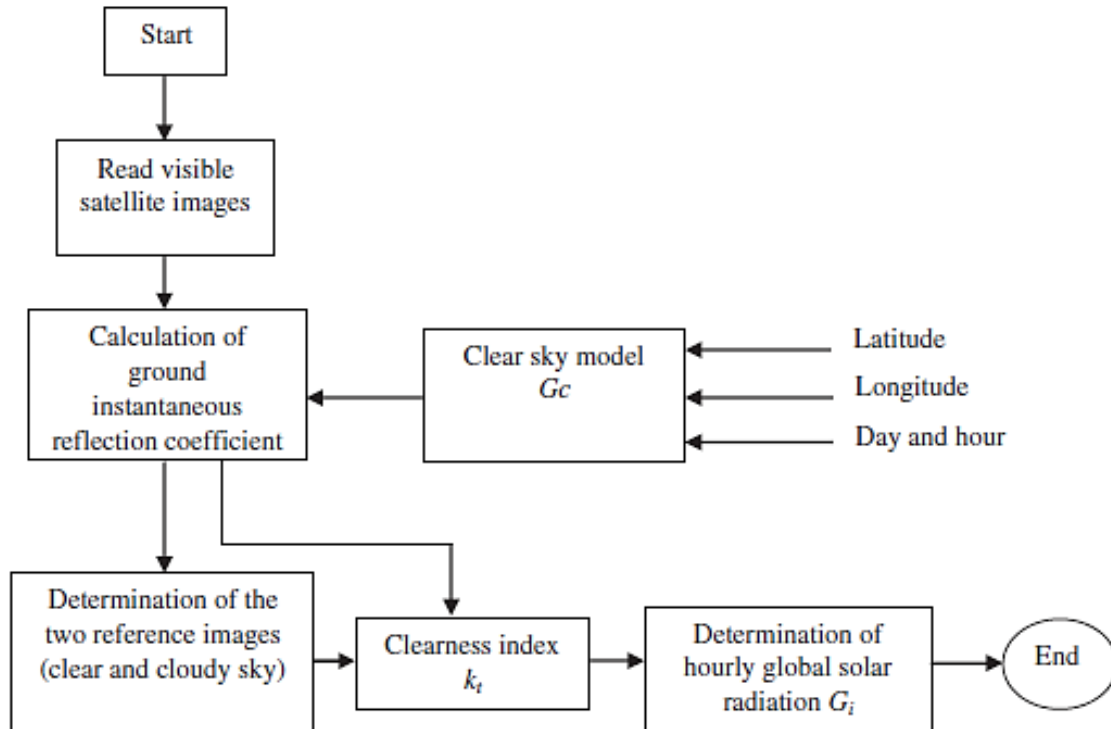 Start
Read visible
satellite images
Calculation of
ground
instantaneous
reflection coefficient
Clear sky model
Gc
Latitude
Longitude
Day and hour
Determination of the
two reference images
(clear and cloudy sky)
Clearness index
k_t
Determination of
hourly global solar
radiation G_i
End